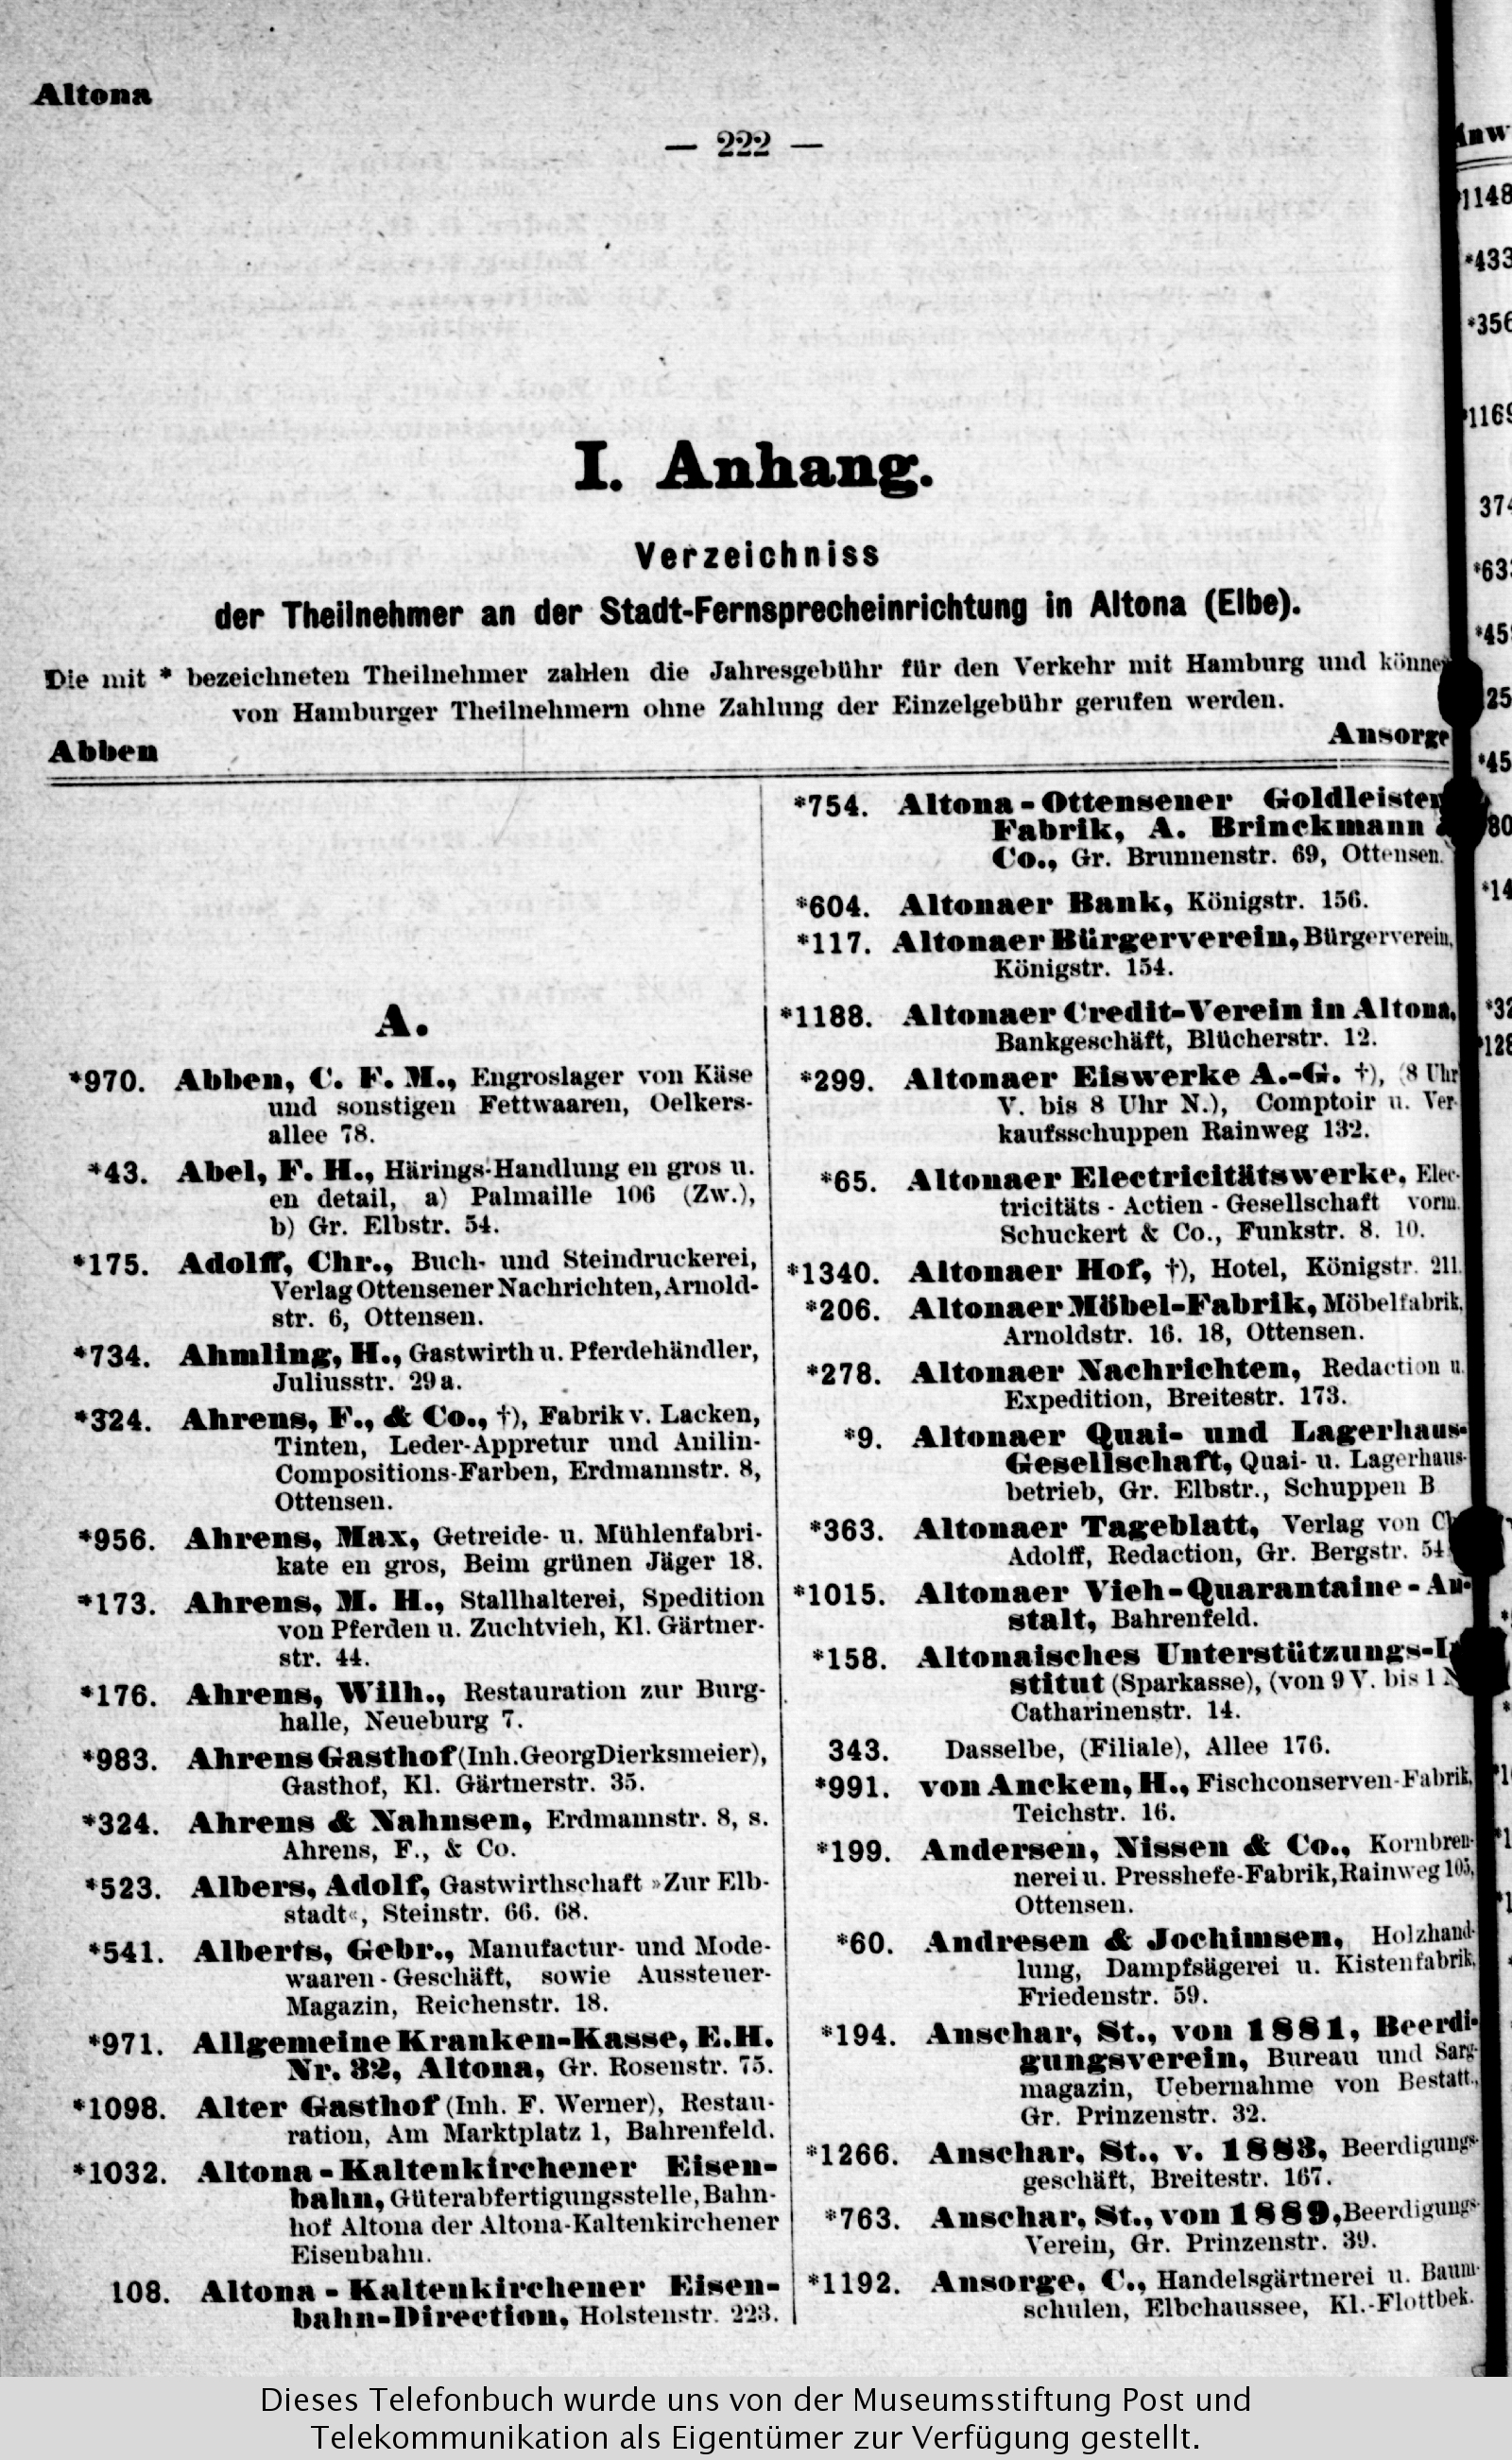 Altona
— 222 —
I. Anhang.
Verzeichniss
der Theilnehmer an der Stadt-Fernsprecheinrichtung in Altona (Elbe).
Die mit * bezeichneten Theilnehmer zahlen die Jahresgebühr für den Verkehr mit Hamburg und könne
von Hamburger Theilnehmern ohne Zahlung der Einzelgebühr gerufen werden.
Abben
Ansorge
A.
*970. Abben, C. F. M., Engroslager von Käse
und sonstigen Fettwaaren, Oelkers-
allee 78.
*43. Abel, F. H., Härings-Handlung en gros u.
en detail, a) Palmaille 106 (Zw.),
b) Gr. Elbstr. 54.
*175. Adolff, Chr., Buch- und Steindruckerei,
Verlag Ottensener Nachrichten, Arnold-
str. 6, Ottensen.
*734. Ahmling, H., Gastwirth u. Pferdehändler,
Juliusstr. 29a.
*324. Ahrens, F., & Co., †), Fabrik v. Lacken,
Tinten, Leder-Appretur und Anilin-
Compositions-Farben, Erdmannstr. 8,
Ottensen.
*956. Ahrens, Max, Getreide- u. Mühlenfabri-
kate en gros, Beim grünen Jäger 18.
*173. Ahrens, M. H., Stallhalterei, Spedition
von Pferden u. Zuchtvieh, Kl. Gärtner-
str. 44.
*176. Ahrens, Wilh., Restauration zur Burg-
halle, Neueburg 7.
*983. Ahrens Gasthof (Inh. Georg Dierksmeier),
Gasthof, Kl. Gärtnerstr. 35.
*324. Ahrens & Nahnsen, Erdmannstr. 8, s.
Ahrens, F., & Co.
*523. Albers, Adolf, Gastwirthschaft »Zur Elb-
stadt«, Steinstr. 66. 68.
*541. Alberts, Gebr., Manufactur- und Mode-
waaren-Geschäft, sowie Aussteuer-
Magazin, Reichenstr. 18.
*971. Allgemeine Kranken-Kasse, E.H.
Nr. 32, Altona, Gr. Rosenstr. 75.
*1098. Alter Gasthof (Inh. F. Werner), Restau-
ration, Am Marktplatz 1, Bahrenfeld.
*1032. Altona-Kaltenkirchener Eisen-
bahn, Güterabfertigungsstelle, Bahn-
hof Altona der Altona-Kaltenkirchener
Eisenbahn.
108. Altona - Kaltenkirchener Eisen-
bahn-Direction, Holstenstr. 223.
*754. Altona-Ottensener Goldleisten
Fabrik, A. Brinckmann &
Co., Gr. Brunnenstr. 69, Ottensen.
*604. Altonaer Bank, Königstr. 156.
*117. Altonaer Bürgerverein, Bürgerverein,
Königstr. 154.
*1188. Altonaer Credit-Verein in Altona,
Bankgeschäft, Blücherstr. 12.
*299. Altonaer Eiswerke A.-G. †), (8 Uhr
V. bis 8 Uhr N.), Comptoir u. Ver-
kaufsschuppen Rainweg 132.
*65. Altonaer Electricitätswerke, Elec-
tricitäts - Actien - Gesellschaft vorm.
Schuckert & Co., Funkstr. 8. 10.
*1340. Altonaer Hof, †), Hotel, Königstr. 211.
*206. Altonaer Möbel-Fabrik, Möbelfabrik,
Arnoldstr. 16. 18, Ottensen.
*278. Altonaer Nachrichten, Redaction u.
Expedition, Breitestr. 173.
*9. Altonaer Quai- und Lagerhaus-
Gesellschaft, Quai- u. Lagerhaus-
betrieb, Gr. Elbstr., Schuppen B
*363. Altonaer Tageblatt, Verlag von Ch
Adolff, Redaction, Gr. Bergstr. 54
*1015. Altonaer Vieh-Quarantaine-An-
stalt, Bahrenfeld.
*158. Altonaisches Unterstützungs-I
stitut (Sparkasse), (von 9 V. bis 1 N
Catharinenstr. 14.
343. Dasselbe, (Filiale), Allee 176.
*991. von Ancken, H., Fischconserven-Fabrik,
Teichstr. 16.
*199. Andersen, Nissen & Co., Kornbren-
nerei u. Presshefe-Fabrik, Rainweg 105,
Ottensen.
*60. Andresen & Jochimsen, Holzhand-
lung, Dampfsägerei u. Kistenfabrik,
Friedenstr. 59.
*194. Anschar, St., von 1881, Beerdi-
gungsverein, Bureau und Sarg-
magazin, Uebernahme von Bestatt.,
Gr. Prinzenstr. 32.
*1266. Anschar, St., v. 1883, Beerdigungs-
geschäft, Breitestr. 167.
*763. Anschar, St., von 1889, Beerdigungs-
Verein, Gr. Prinzenstr. 39.
*1192. Ansorge, C., Handelsgärtnerei u. Baum-
schulen, Elbchaussee, Kl.-Flottbek.
Dieses Telefonbuch wurde uns von der Museumsstiftung Post und
Telekommunikation als Eigentümer zur Verfügung gestellt.